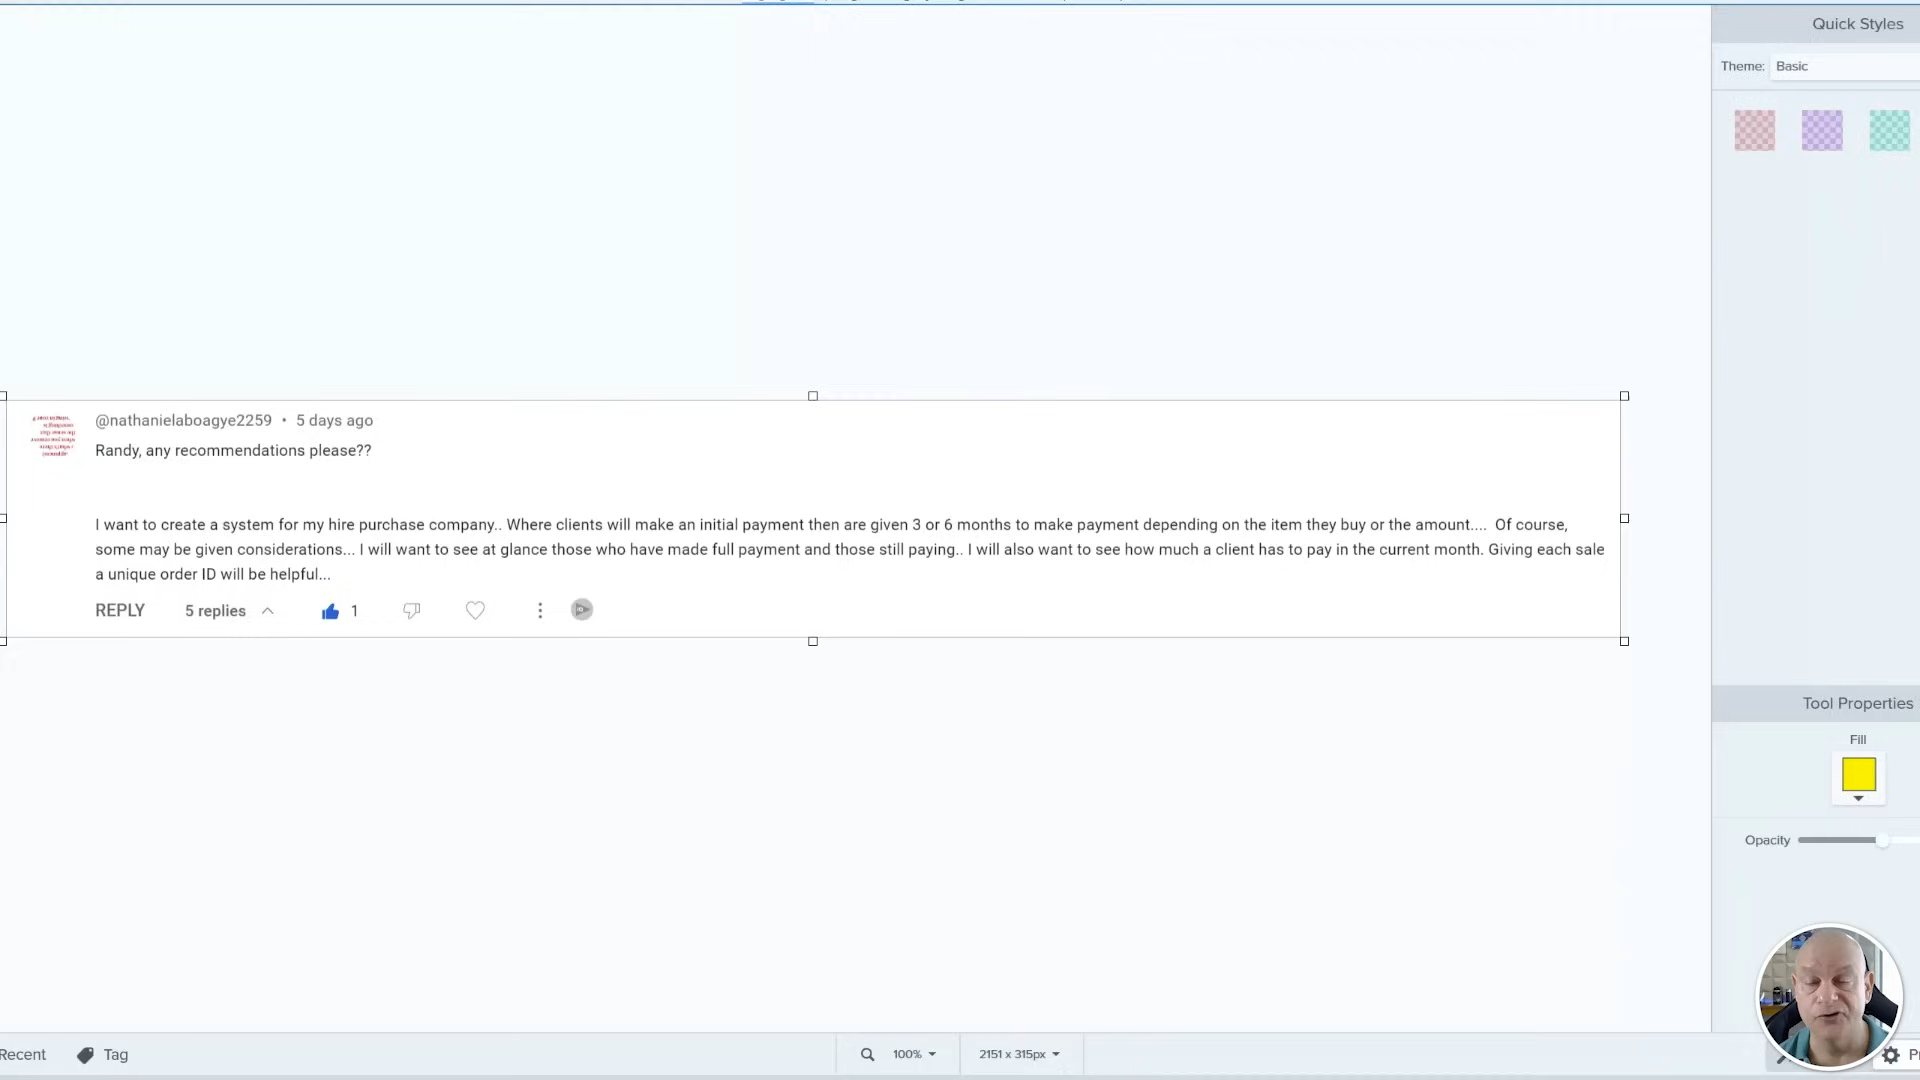 Quick Styles
Theme: Basic
@nathanielaboagye2259 • 5 days ago
Randy, any recommendations please??
I want to create a system for my hire purchase company.. Where clients will make an initial payment then are given 3 or 6 months to make payment depending on the item they buy or the amount.... Of course,
some may be given considerations... I will want to see at glance those who have made full payment and those still paying.. I will also want to see how much a client has to pay in the current month. Giving each sale
a unique order ID will be helpful...
REPLY 5 replies 1
Tool Properties
Fill
Opacity
Recent Tag 100% 2151 x 315px